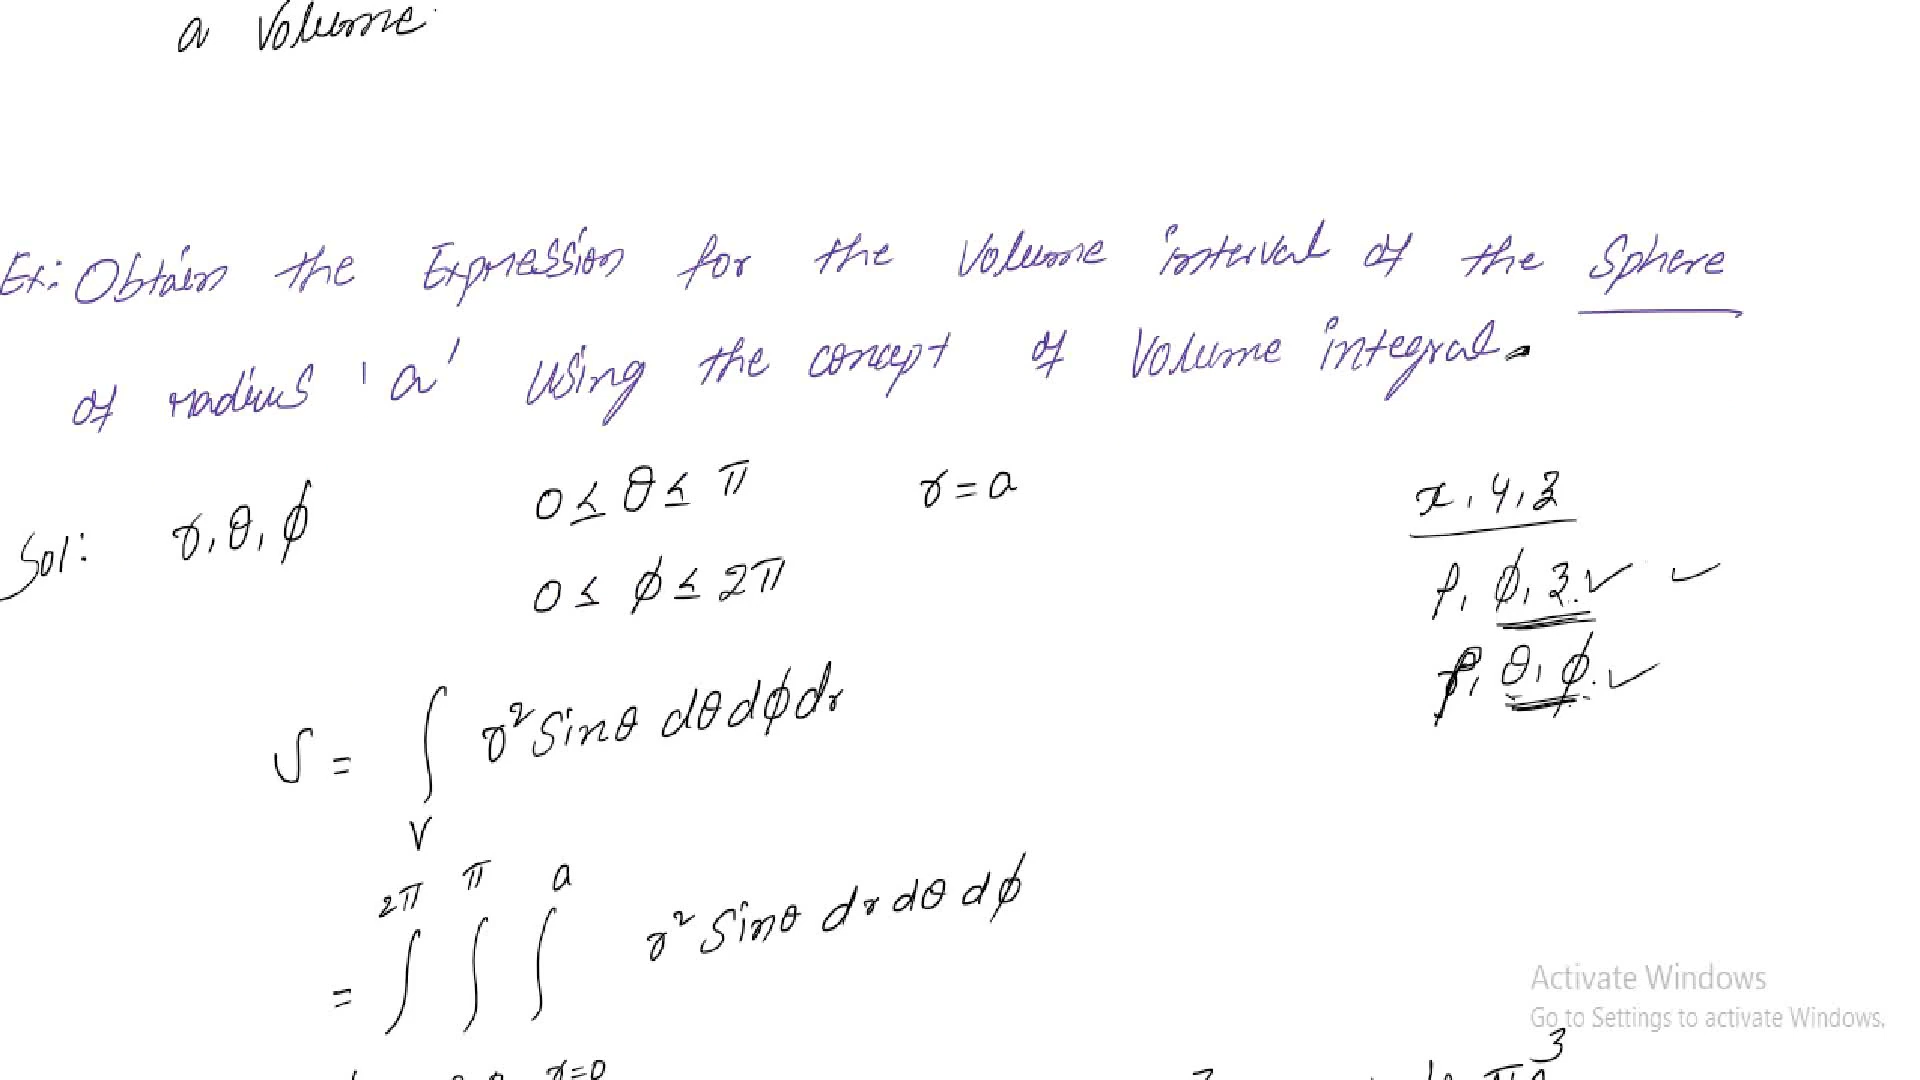 a Volume
Ex: Obtain the Expression for the Volume interval of the Sphere
of radius 'a' Using the concept of Volume integral.
Sol: r, θ, ϕ
0 ≤ θ ≤ π
r = a
0 ≤ ϕ ≤ 2π
x, y, z
ρ, ϕ, z. ✓ ✓
θ, ϕ. ✓
= ∫ r² Sinθ dθ dϕ dr
V
2π π a
= ∫ ∫ ∫ r² Sinθ dr dθ dϕ
r=0
3
Activate Windows
Go to Settings to activate Windows.